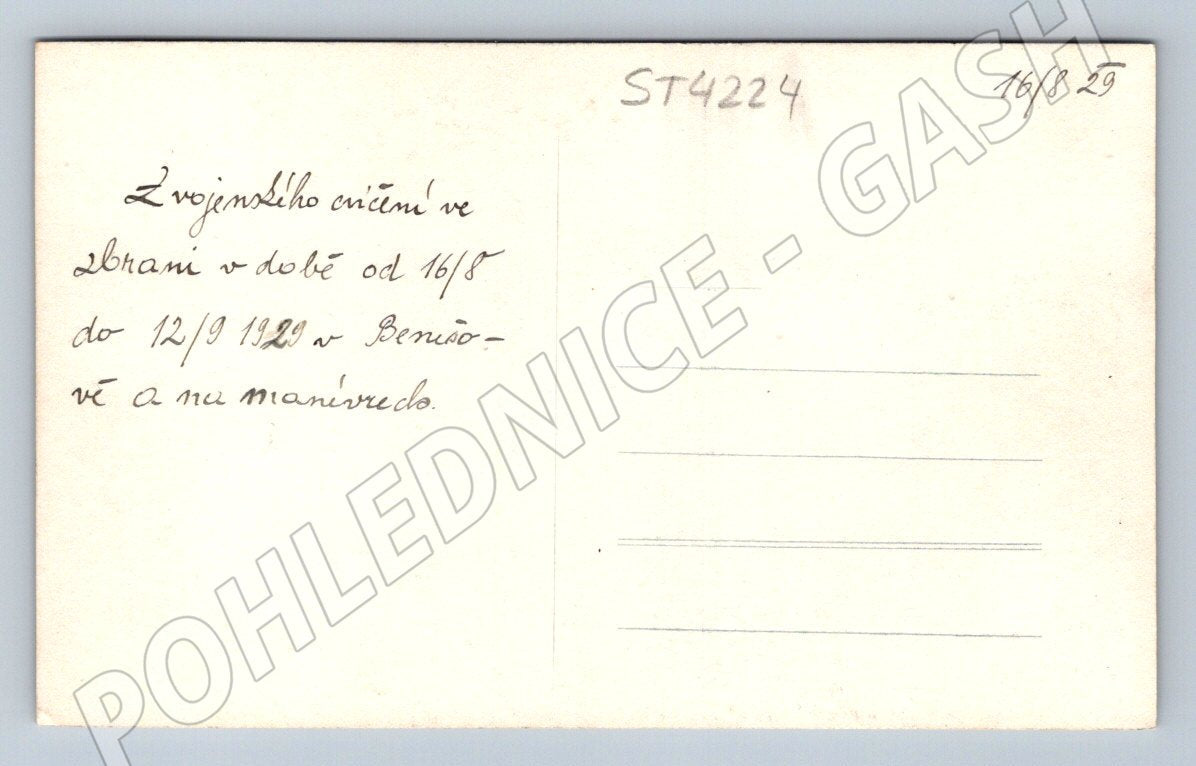 ST4224
16/8 29
Z vojenského cvičení ve
zbrani v době od 16/8
do 12/9 1929 v Benešo-
vě a na manévrech.
POHLEDNICE - GASH